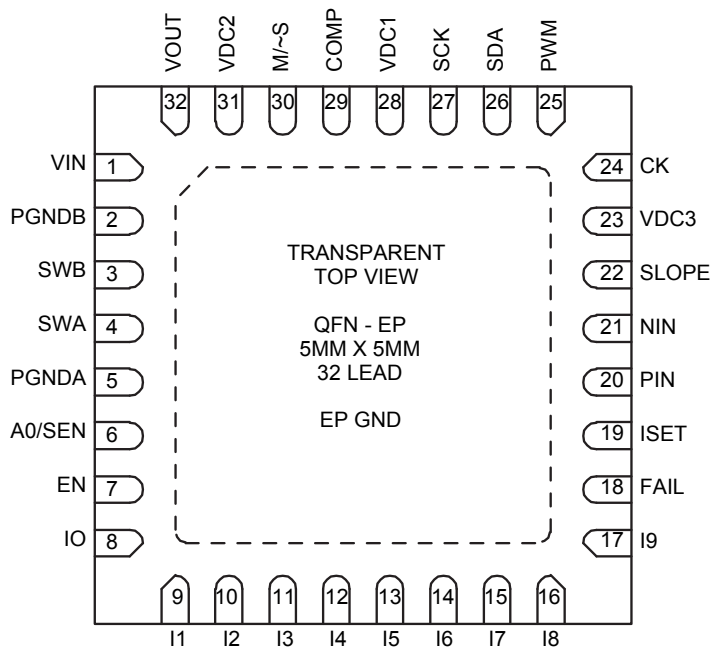 VOUT
VDC2
M/~S
COMP
VDC1
SCK
SDA
PWM
32 31 30 29 28 27 26 25
VIN 1
PGNDB 2
SWB 3
SWA 4
PGNDA 5
A0/SEN 6
EN 7
IO 8
TRANSPARENT
TOP VIEW
QFN - EP
5MM X 5MM
32 LEAD
EP GND
24 CK
23 VDC3
22 SLOPE
21 NIN
20 PIN
19 ISET
18 FAIL
17 I9
9 10 11 12 13 14 15 16
I1 I2 I3 I4 I5 I6 I7 I8